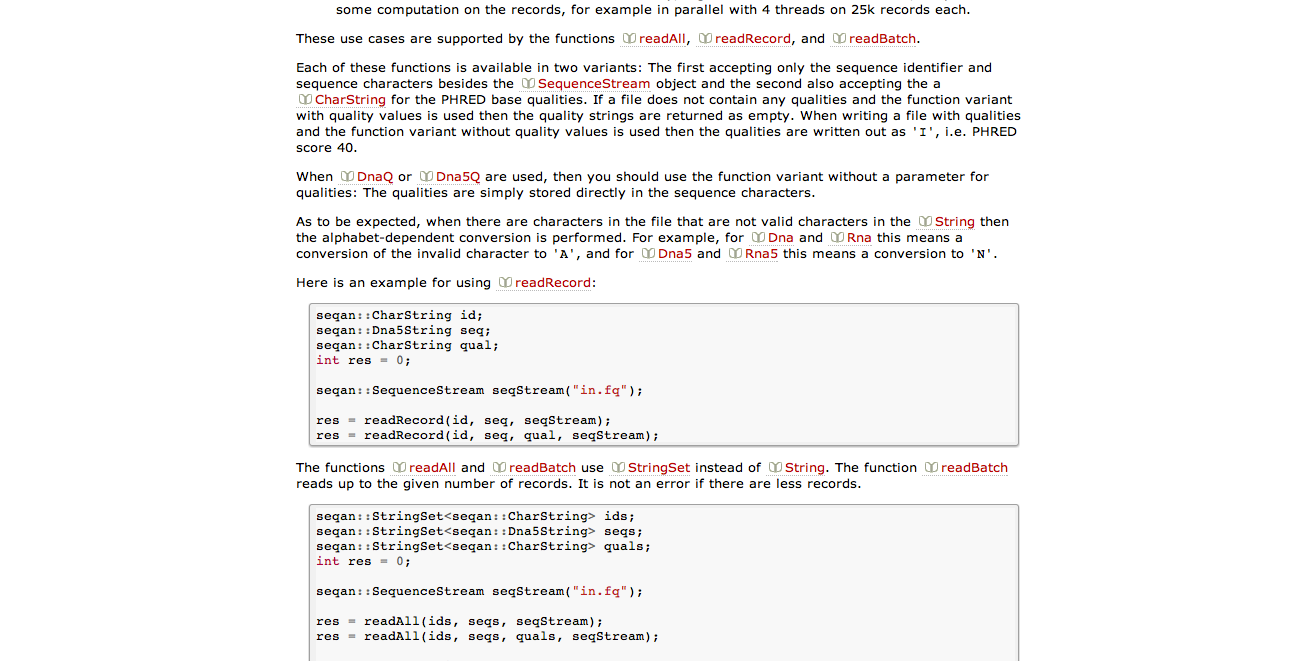 some computation on the records, for example in parallel with 4 threads on 25k records each.
These use cases are supported by the functions readAll, readRecord, and readBatch.
Each of these functions is available in two variants: The first accepting only the sequence identifier and
sequence characters besides the SequenceStream object and the second also accepting the a
CharString for the PHRED base qualities. If a file does not contain any qualities and the function variant
with quality values is used then the quality strings are returned as empty. When writing a file with qualities
and the function variant without quality values is used then the qualities are written out as 'I', i.e. PHRED
score 40.
When DnaQ or Dna5Q are used, then you should use the function variant without a parameter for
qualities: The qualities are simply stored directly in the sequence characters.
As to be expected, when there are characters in the file that are not valid characters in the String then
the alphabet-dependent conversion is performed. For example, for Dna and Rna this means a
conversion of the invalid character to 'A', and for Dna5 and Rna5 this means a conversion to 'N'.
Here is an example for using readRecord:
seqan::CharString id;
seqan::Dna5String seq;
seqan::CharString qual;
int res = 0;
seqan::SequenceStream seqStream("in.fq");
res = readRecord(id, seq, seqStream);
res = readRecord(id, seq, qual, seqStream);
The functions readAll and readBatch use StringSet instead of String. The function readBatch
reads up to the given number of records. It is not an error if there are less records.
seqan::StringSet<seqan::CharString> ids;
seqan::StringSet<seqan::Dna5String> seqs;
seqan::StringSet<seqan::CharString> quals;
int res = 0;
seqan::SequenceStream seqStream("in.fq");
res = readAll(ids, seqs, seqStream);
res = readAll(ids, seqs, quals, seqStream);